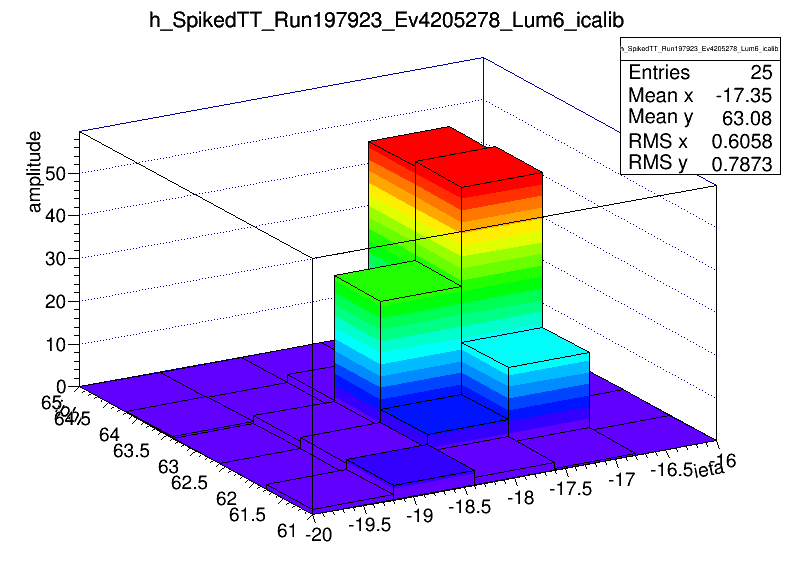 h_SpikedTT_Run197923_Ev4205278_Lum6_icalib
h_SpikedTT_Run197923_Ev4205278_Lum6_icalib
Entries 25
Mean x -17.35
Mean y 63.08
RMS x 0.6058
RMS y 0.7873
amplitude
50
40
30
20
10
0
65
64.5
64
63.5
63
62.5
62
61.5
61
-20
-19.5
-19
-18.5
-18
-17.5
-17
-16.5
-16
ieta